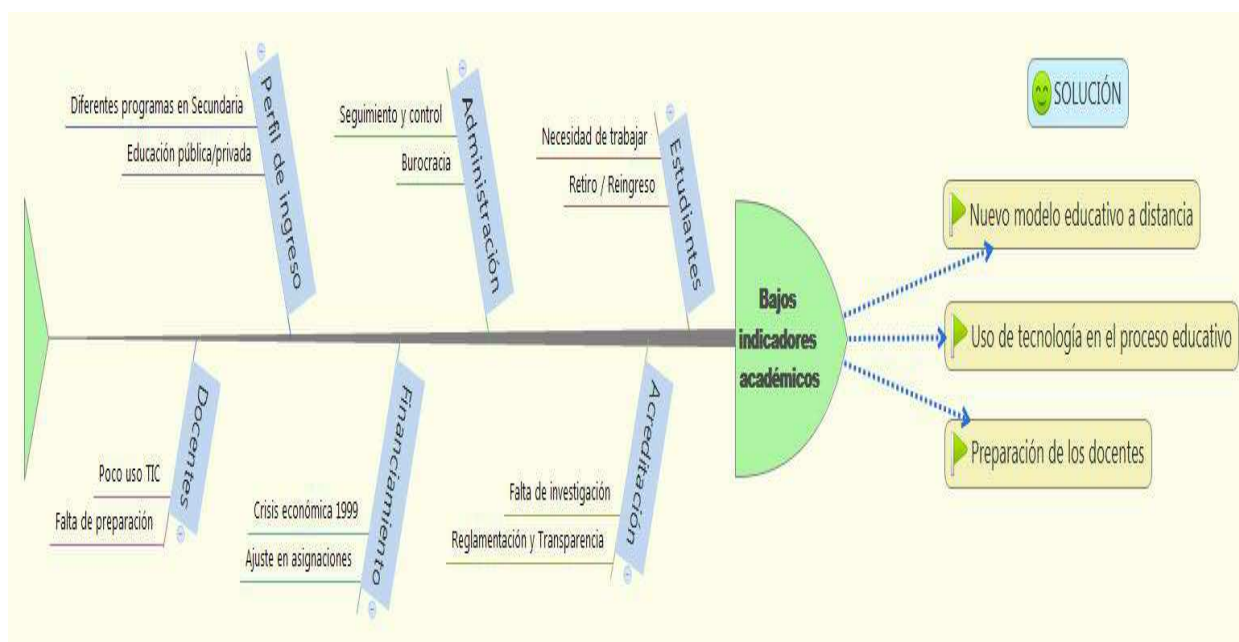 Perfil de ingreso
Diferentes programas en Secundaria
Educación pública/privada
Administración
Seguimiento y control
Burocracia
Estudiantes
Necesidad de trabajar
Retiro / Reingreso
Docentes
Poco uso TIC
Falta de preparación
Financiamiento
Crisis económica 1999
Ajuste en asignaciones
Acreditación
Falta de investigación
Reglamentación y Transparencia
Bajos
indicadores
académicos
SOLUCIÓN
Nuevo modelo educativo a distancia
Uso de tecnología en el proceso educativo
Preparación de los docentes